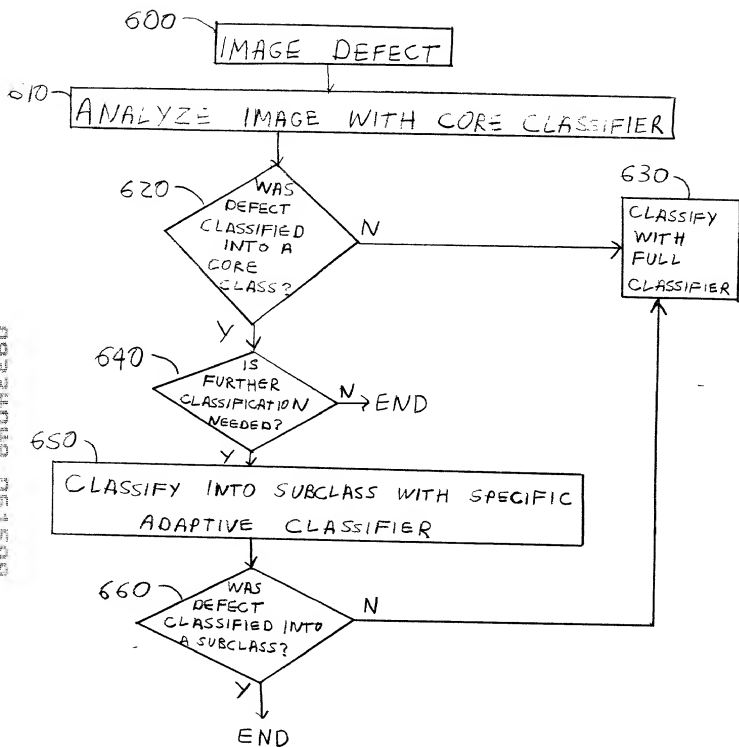 600
IMAGE DEFECT
610
ANALYZE IMAGE WITH CORE CLASSIFIER
620
WAS
DEFECT
CLASSIFIED
INTO A
CORE
CLASS?
N
Y
630
CLASSIFY
WITH
FULL
CLASSIFIER
640
IS
FURTHER
CLASSIFICATION
NEEDED?
N
END
Y
650
CLASSIFY INTO SUBCLASS WITH SPECIFIC
ADAPTIVE CLASSIFIER
660
WAS
DEFECT
CLASSIFIED INTO
A SUBCLASS?
N
Y
END